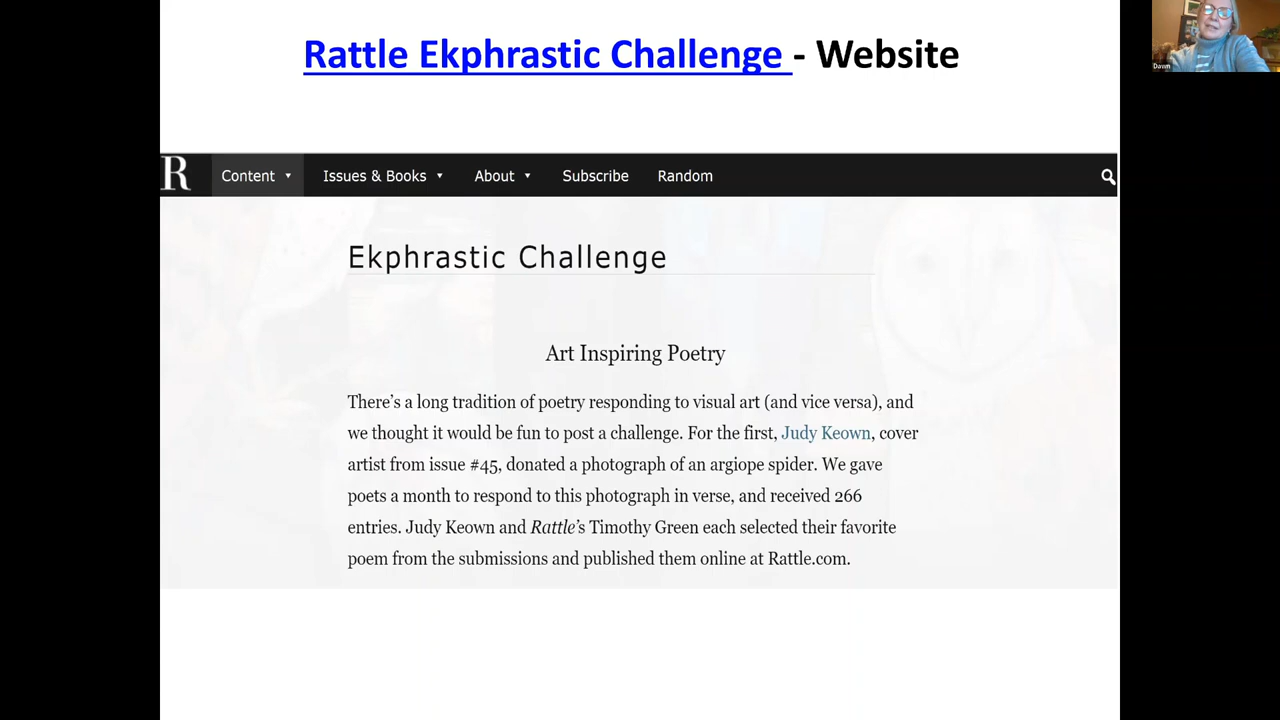 Rattle Ekphrastic Challenge - Website
Dawn
R Content Issues & Books About Subscribe Random
Ekphrastic Challenge
Art Inspiring Poetry
There’s a long tradition of poetry responding to visual art (and vice versa), and
we thought it would be fun to post a challenge. For the first, Judy Keown, cover
artist from issue #45, donated a photograph of an argiope spider. We gave
poets a month to respond to this photograph in verse, and received 266
entries. Judy Keown and Rattle’s Timothy Green each selected their favorite
poem from the submissions and published them online at Rattle.com.